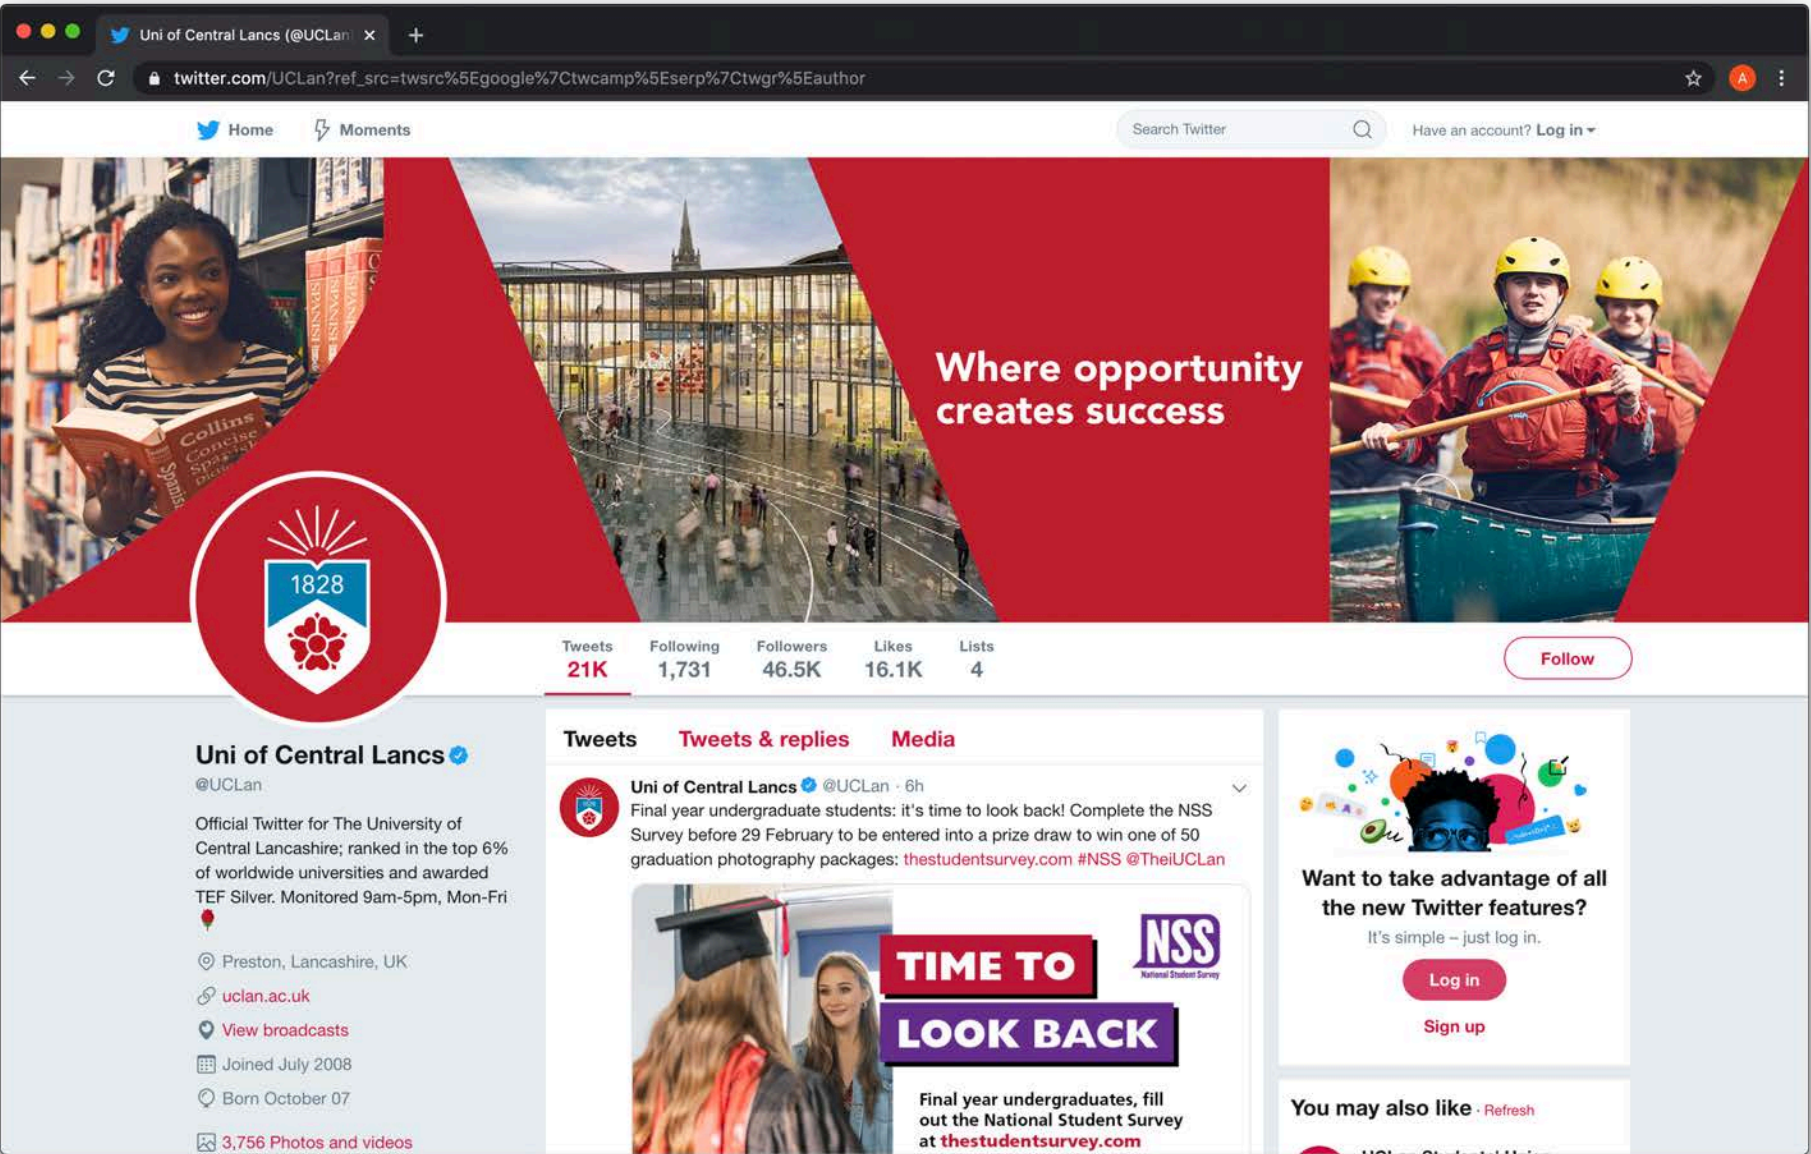 Uni of Central Lancs (@UCLan
twitter.com/UCLan?ref_src=twsrc%5Egoogle%7Ctwcamp%5Eserp%7Ctwgr%5Eauthor
A
Home
Moments
Search Twitter
Have an account? Log in
SPANISH
SPANISH
SPANISH
Collins
Concise
Spanish
Where opportunity
creates success
1828
Tweets
21K
Following
1,731
Followers
46.5K
Likes
16.1K
Lists
4
Follow
Uni of Central Lancs
@UCLan
Official Twitter for The University of
Central Lancashire; ranked in the top 6%
of worldwide universities and awarded
TEF Silver. Monitored 9am-5pm, Mon-Fri
🌹
Preston, Lancashire, UK
uclan.ac.uk
View broadcasts
Joined July 2008
Born October 07
3,756 Photos and videos
Tweets Tweets & replies Media
Uni of Central Lancs @UCLan · 6h
Final year undergraduate students: it's time to look back! Complete the NSS
Survey before 29 February to be entered into a prize draw to win one of 50
graduation photography packages: thestudentsurvey.com #NSS @TheiUCLan
TIME TO
LOOK BACK
NSS
National Student Survey
Final year undergraduates, fill
out the National Student Survey
at thestudentsurvey.com
Want to take advantage of all
the new Twitter features?
It's simple – just log in.
Log in
Sign up
You may also like · Refresh